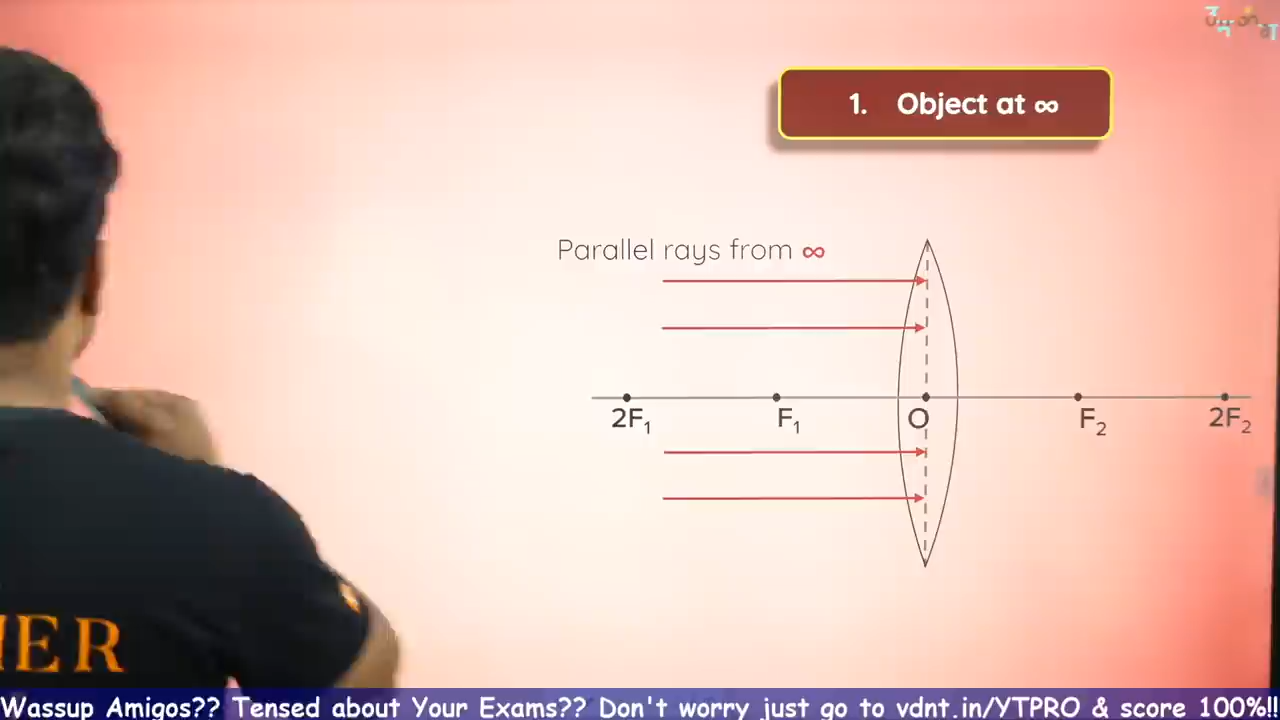 1. Object at ∞
Parallel rays from ∞
2F₁ F₁ O F₂ 2F₂
Wassup Amigos?? Tensed about Your Exams?? Don't worry just go to vdnt.in/YTPRO & score 100%!!